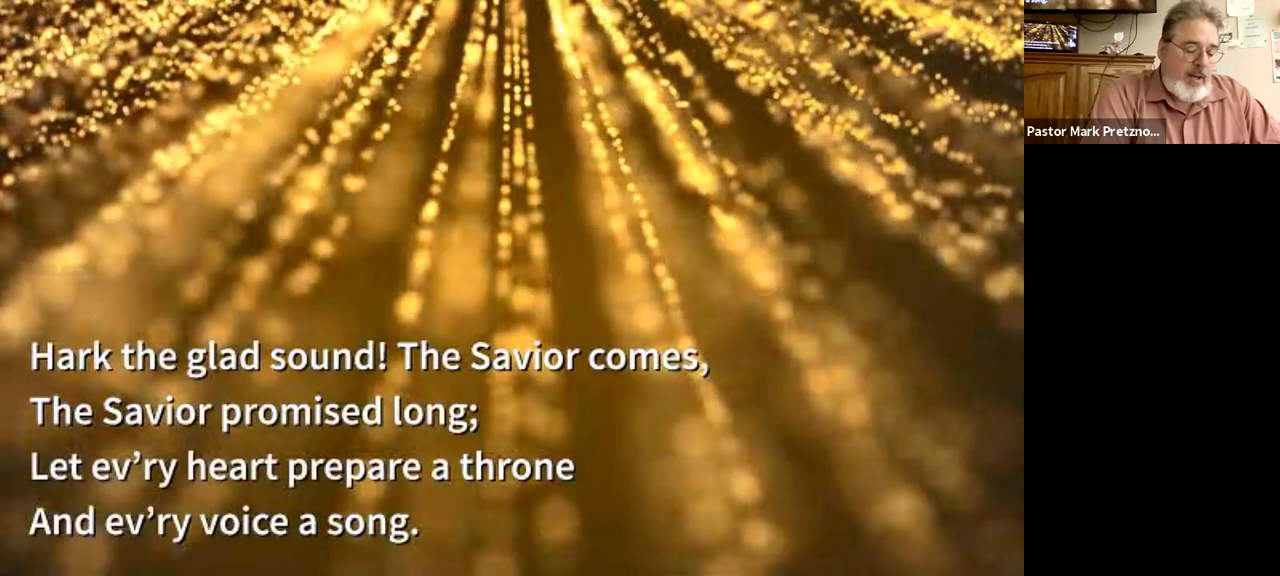 Hark the glad sound! The Savior comes,
The Savior promised long;
Let ev’ry heart prepare a throne
And ev’ry voice a song.
Pastor Mark Pretzno...